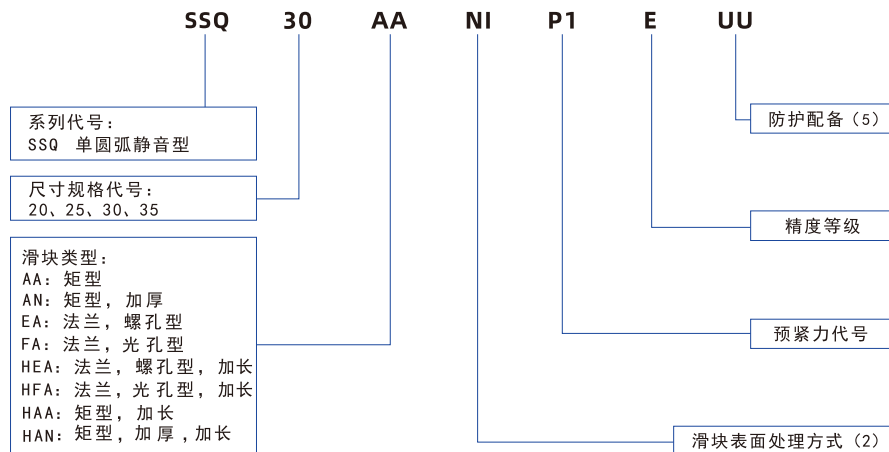 SSQ 30 AA NI P1 E UU
系列代号：
SSQ 单圆弧静音型
尺寸规格代号：
20、25、30、35
滑块类型：
AA：矩型
AN：矩型，加厚
EA：法兰，螺孔型
FA：法兰，光孔型
HEA：法兰，螺孔型，加长
HFA：法兰，光孔型，加长
HAA：矩型，加长
HAN：矩型，加厚，加长
防护配备（5）
精度等级
预紧力代号
滑块表面处理方式（2）